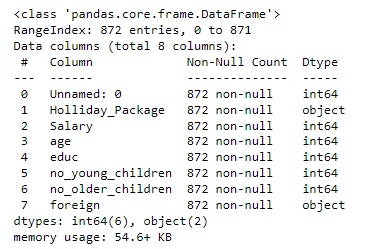 <class 'pandas.core.frame.DataFrame'>
RangeIndex: 872 entries, 0 to 871
Data columns (total 8 columns):
 #   Column             Non-Null Count  Dtype
---  ------             --------------  -----
 0   Unnamed: 0         872 non-null    int64
 1   Holliday_Package   872 non-null    object
 2   Salary             872 non-null    int64
 3   age                872 non-null    int64
 4   educ               872 non-null    int64
 5   no_young_children  872 non-null    int64
 6   no_older_children  872 non-null    int64
 7   foreign            872 non-null    object
dtypes: int64(6), object(2)
memory usage: 54.6+ KB